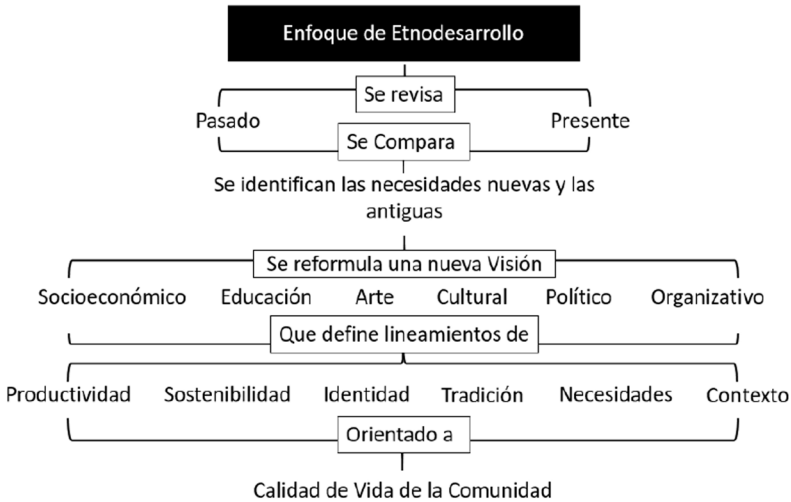 Enfoque de Etnodesarrollo
Se revisa
Pasado
Presente
Se Compara
Se identifican las necesidades nuevas y las
antiguas
Se reformula una nueva Visión
Socioeconómico Educación Arte Cultural Político Organizativo
Que define lineamientos de
Productividad Sostenibilidad Identidad Tradición Necesidades Contexto
Orientado a
Calidad de Vida de la Comunidad